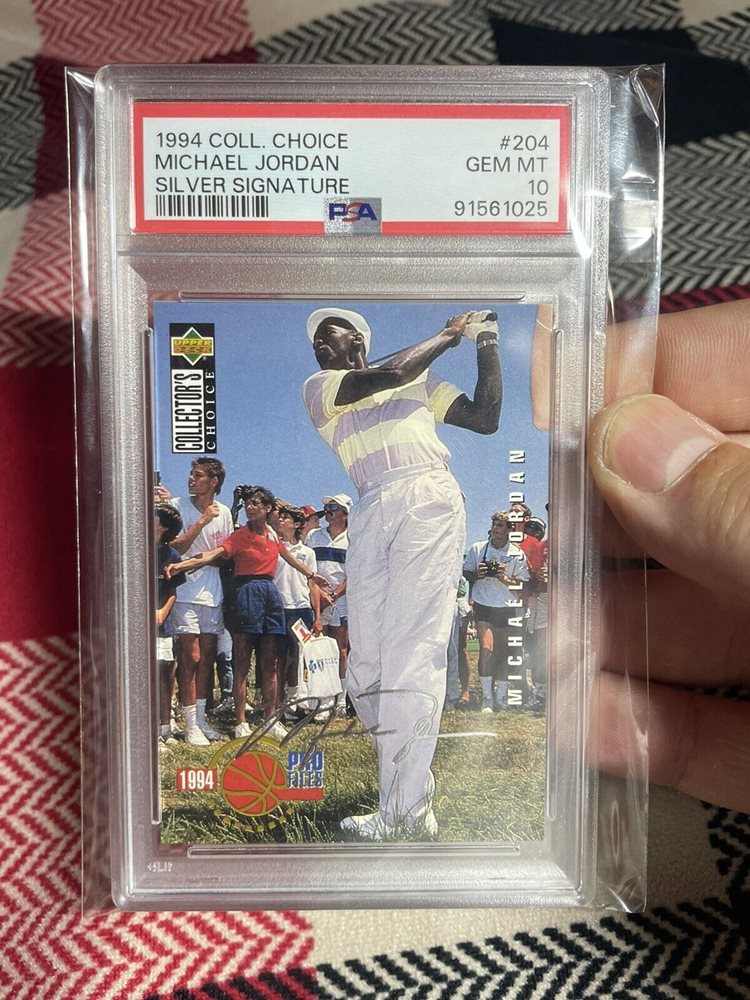 1994 COLL. CHOICE
#204
MICHAEL JORDAN
GEM MT
SILVER SIGNATURE
10
PSA
91561025
UPPER
DECK
COLLECTOR'S
CHOICE
MICHAEL JORDAN
1994
PRO
FILES